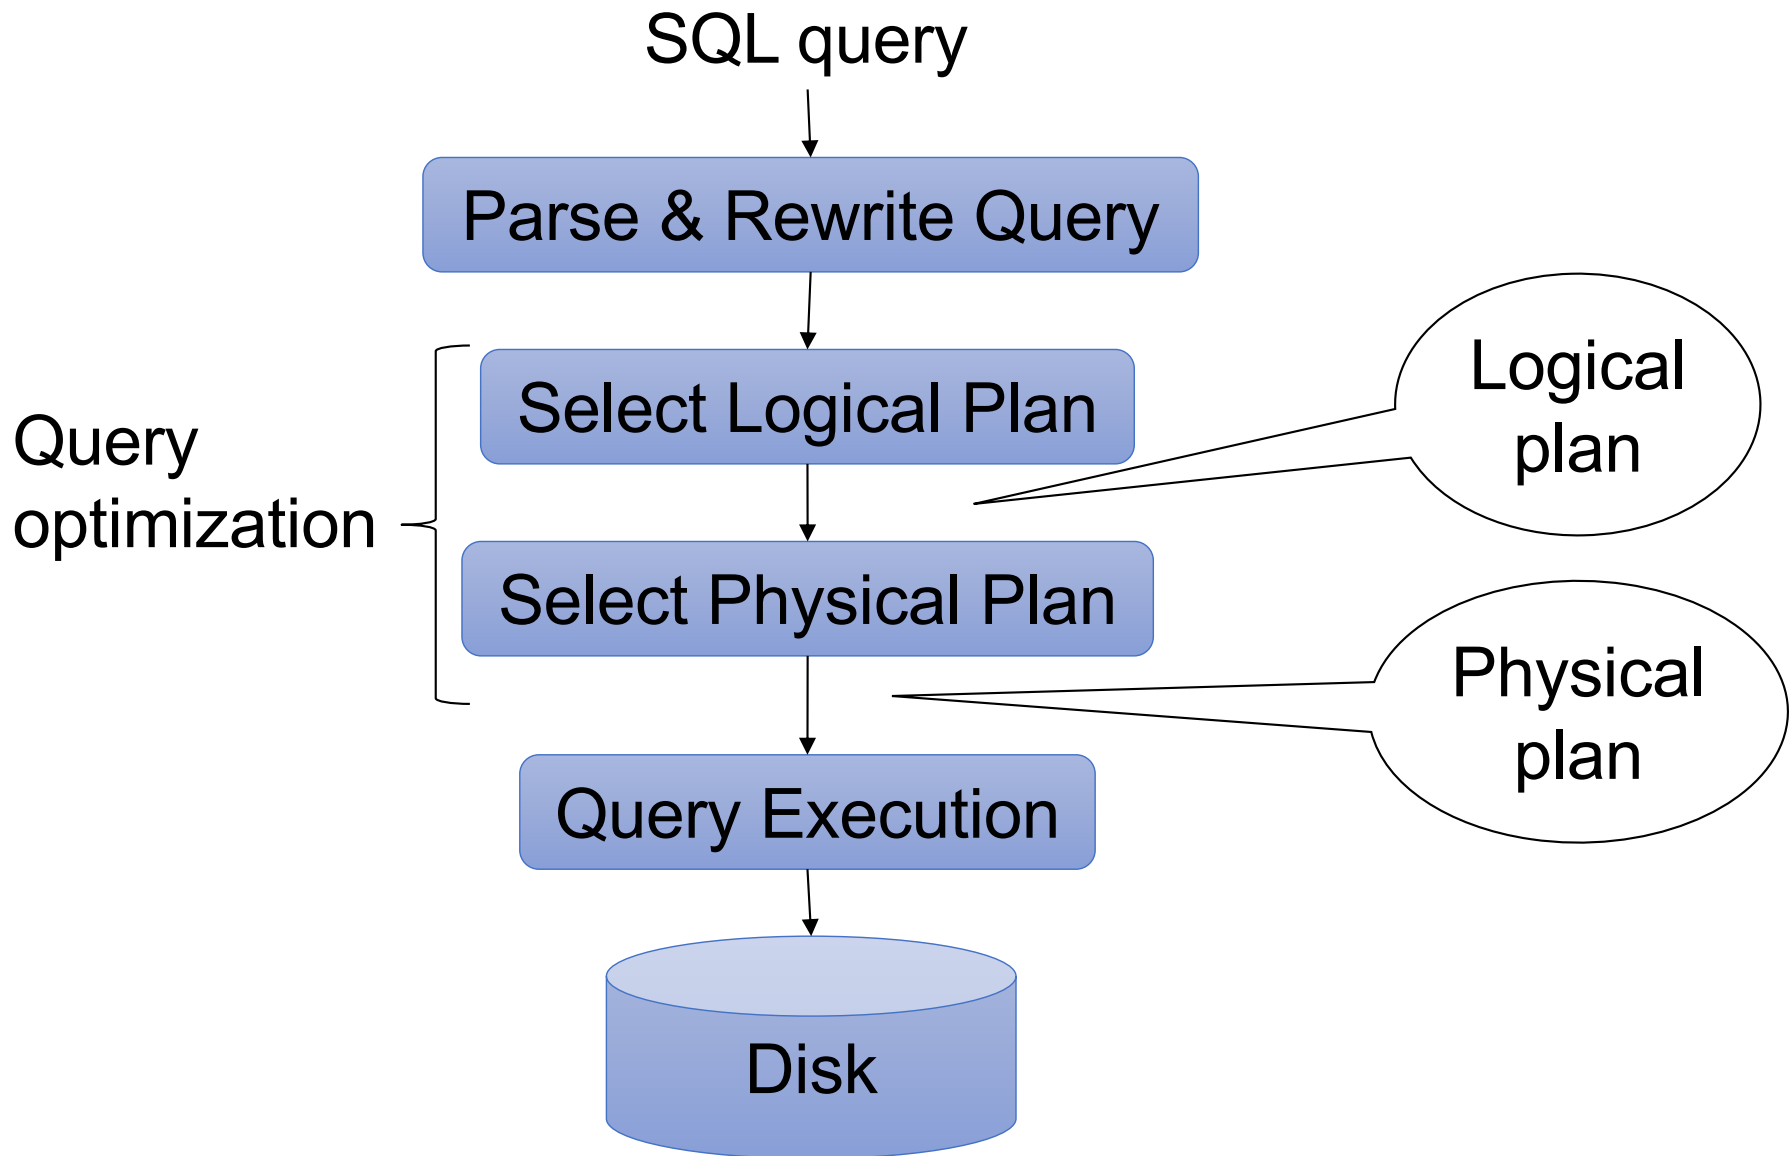 SQL query
Parse & Rewrite Query
Select Logical Plan
Logical
plan
Query
optimization
Select Physical Plan
Physical
plan
Query Execution
Disk